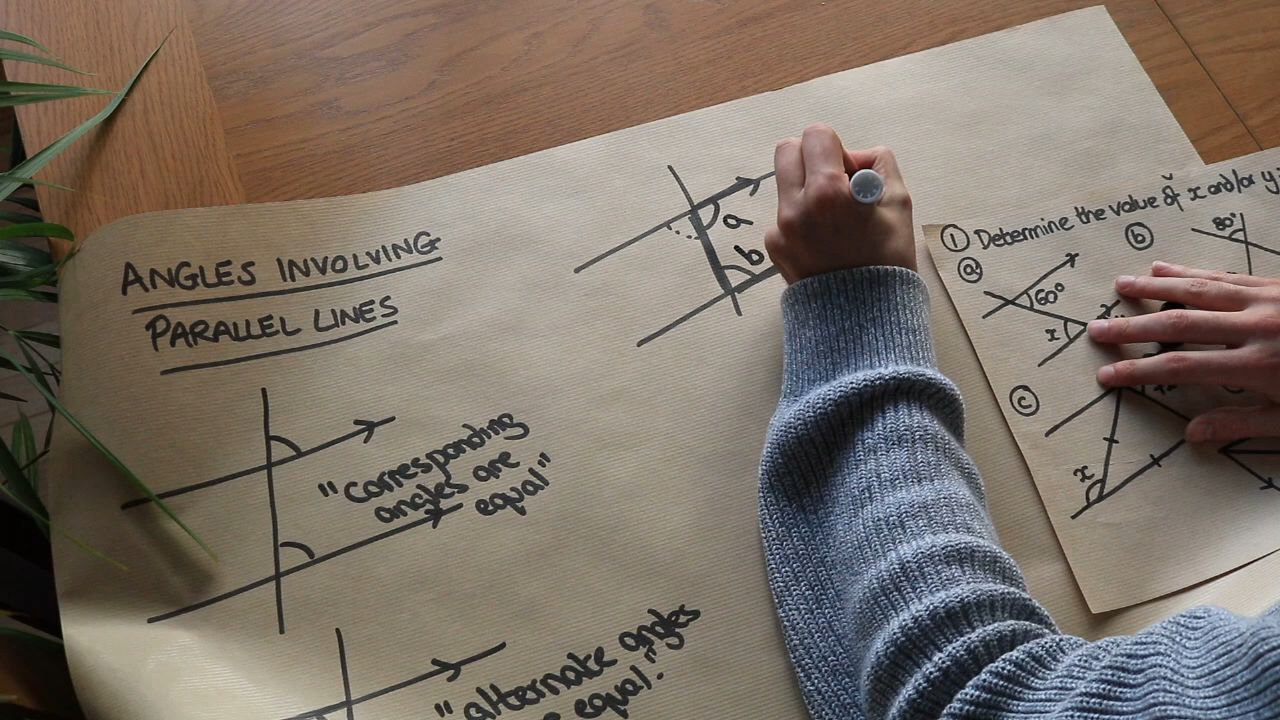 ANGLES INVOLVING
PARALLEL LINES
"corresponding
angles are
equal"
"alternate angles
equal."
a
b
① Determine the value of x and/or y
ⓐ
60°
x
ⓑ
80°
ⓒ
x